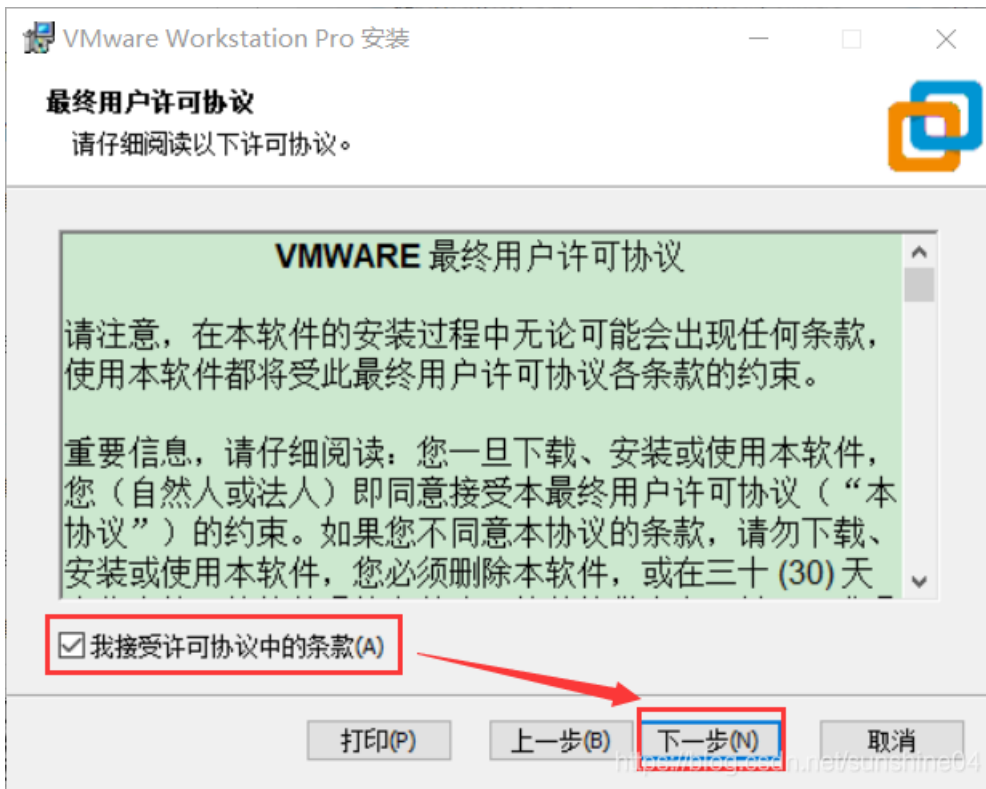 VMware Workstation Pro 安装
最终用户许可协议
请仔细阅读以下许可协议。
VMWARE 最终用户许可协议
请注意，在本软件的安装过程中无论可能会出现任何条款，
使用本软件都将受此最终用户许可协议各条款的约束。
重要信息，请仔细阅读：您一旦下载、安装或使用本软件，
您（自然人或法人）即同意接受本最终用户许可协议（“本
协议”）的约束。如果您不同意本协议的条款，请勿下载、
安装或使用本软件，您必须删除本软件，或在三十 (30) 天
我接受许可协议中的条款(A)
打印(P)
上一步(B)
下一步(N)
取消
https://blog.csdn.net/sunshine04